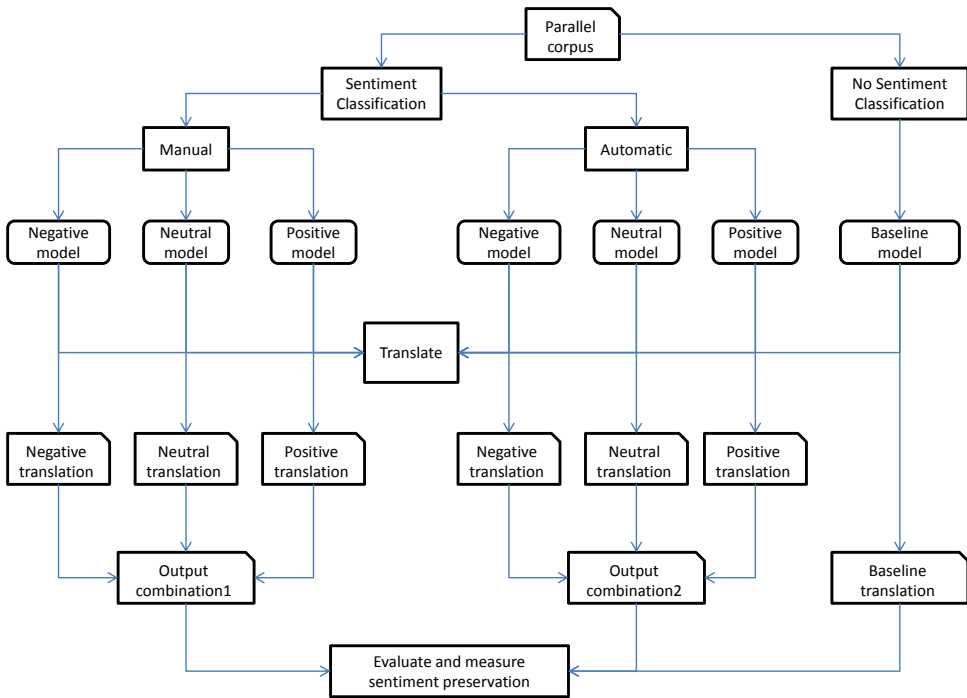 Parallel
corpus
Sentiment
Classification
No Sentiment
Classification
Manual
Automatic
Negative
model
Neutral
model
Positive
model
Negative
model
Neutral
model
Positive
model
Baseline
model
Translate
Negative
translation
Neutral
translation
Positive
translation
Negative
translation
Neutral
translation
Positive
translation
Output
combination1
Output
combination2
Baseline
translation
Evaluate and measure
sentiment preservation